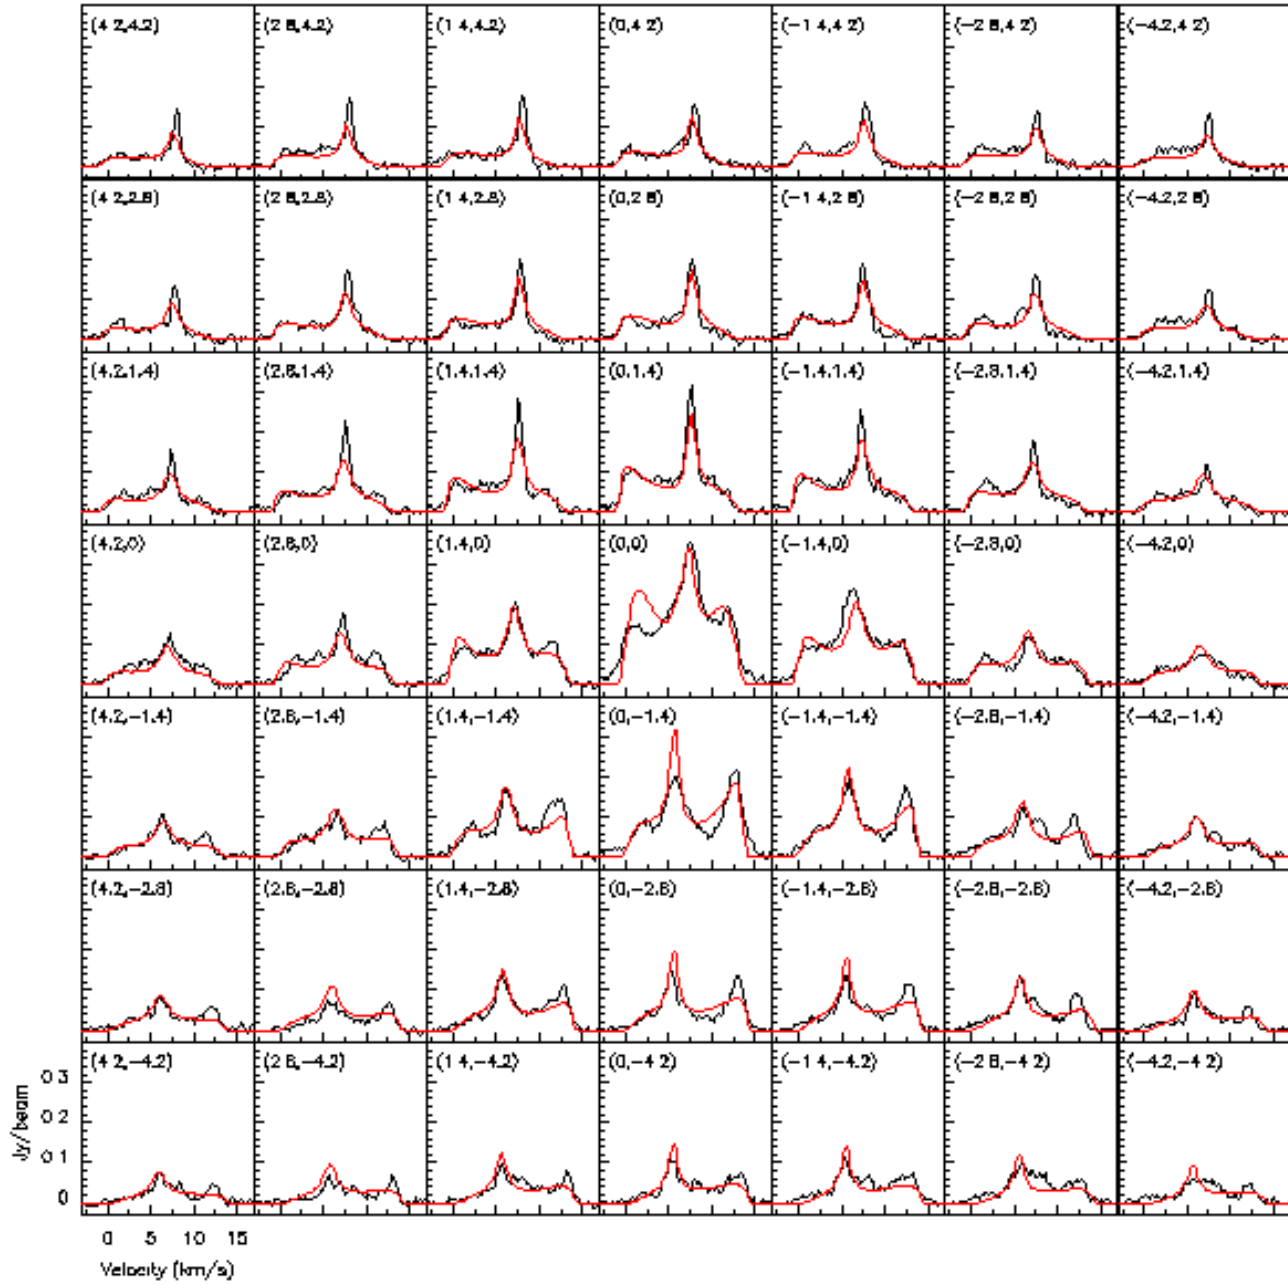 (4 2,4.2) (2 8,4.2) (1 4,4.2) (0,4 2) (-1 4,4 2) (-2 8,4 2) (-4.2,4 2)
(4 2,2.8) (2 8,2.8) (1 4,2.8) (0,2 8) (-1 4,2 8) (-2 8,2 8) (-4.2,2 8)
(4.2,1.4) (2.8,1.4) (1.4,1.4) (0,1.4) (-1.4,1.4) (-2.8,1.4) (-4.2,1.4)
(4.2,0) (2.8,0) (1.4,0) (0,0) (-1.4,0) (-2.8,0) (-4.2,0)
(4.2,-1.4) (2.8,-1.4) (1.4,-1.4) (0,-1.4) (-1.4,-1.4) (-2.8,-1.4) (-4.2,-1.4)
(4.2,-2.8) (2.8,-2.8) (1.4,-2.8) (0,-2.8) (-1.4,-2.8) (-2.8,-2.8) (-4.2,-2.8)
(4 2,-4.2) (2 8,-4.2) (1 4,-4.2) (0,-4 2) (-1 4,-4.2) (-2 8,-4 2) (-4.2,-4 2)
0 3
0 2
0 1
0
Jy/beam
0 5 10 15
Velocity (km/s)